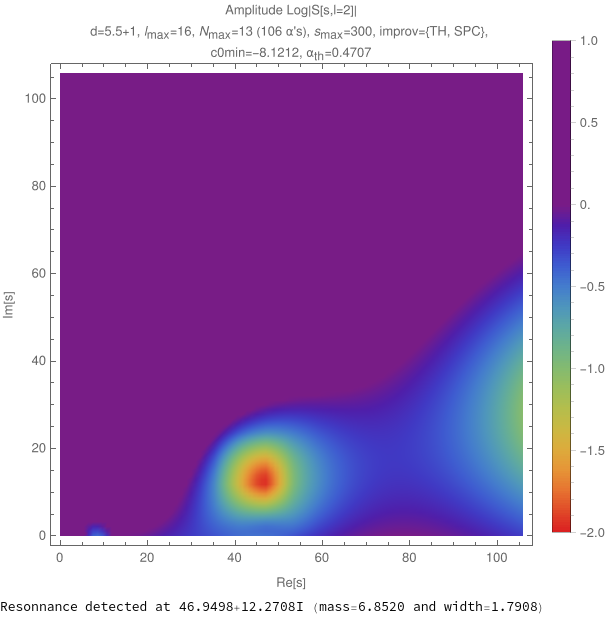 Amplitude Log|S[s,l=2]|
d=5.5+1, lmax=16, Nmax=13 (106 α's), smax=300, improv={TH, SPC},
c0min=−8.1212, αth=0.4707
1.0
0.5
0.
−0.5
−1.0
−1.5
−2.0
100
80
60
40
20
0
Im[s]
0 20 40 60 80 100
Re[s]
Resonnance detected at 46.9498+12.2708I (mass=6.8520 and width=1.7908)